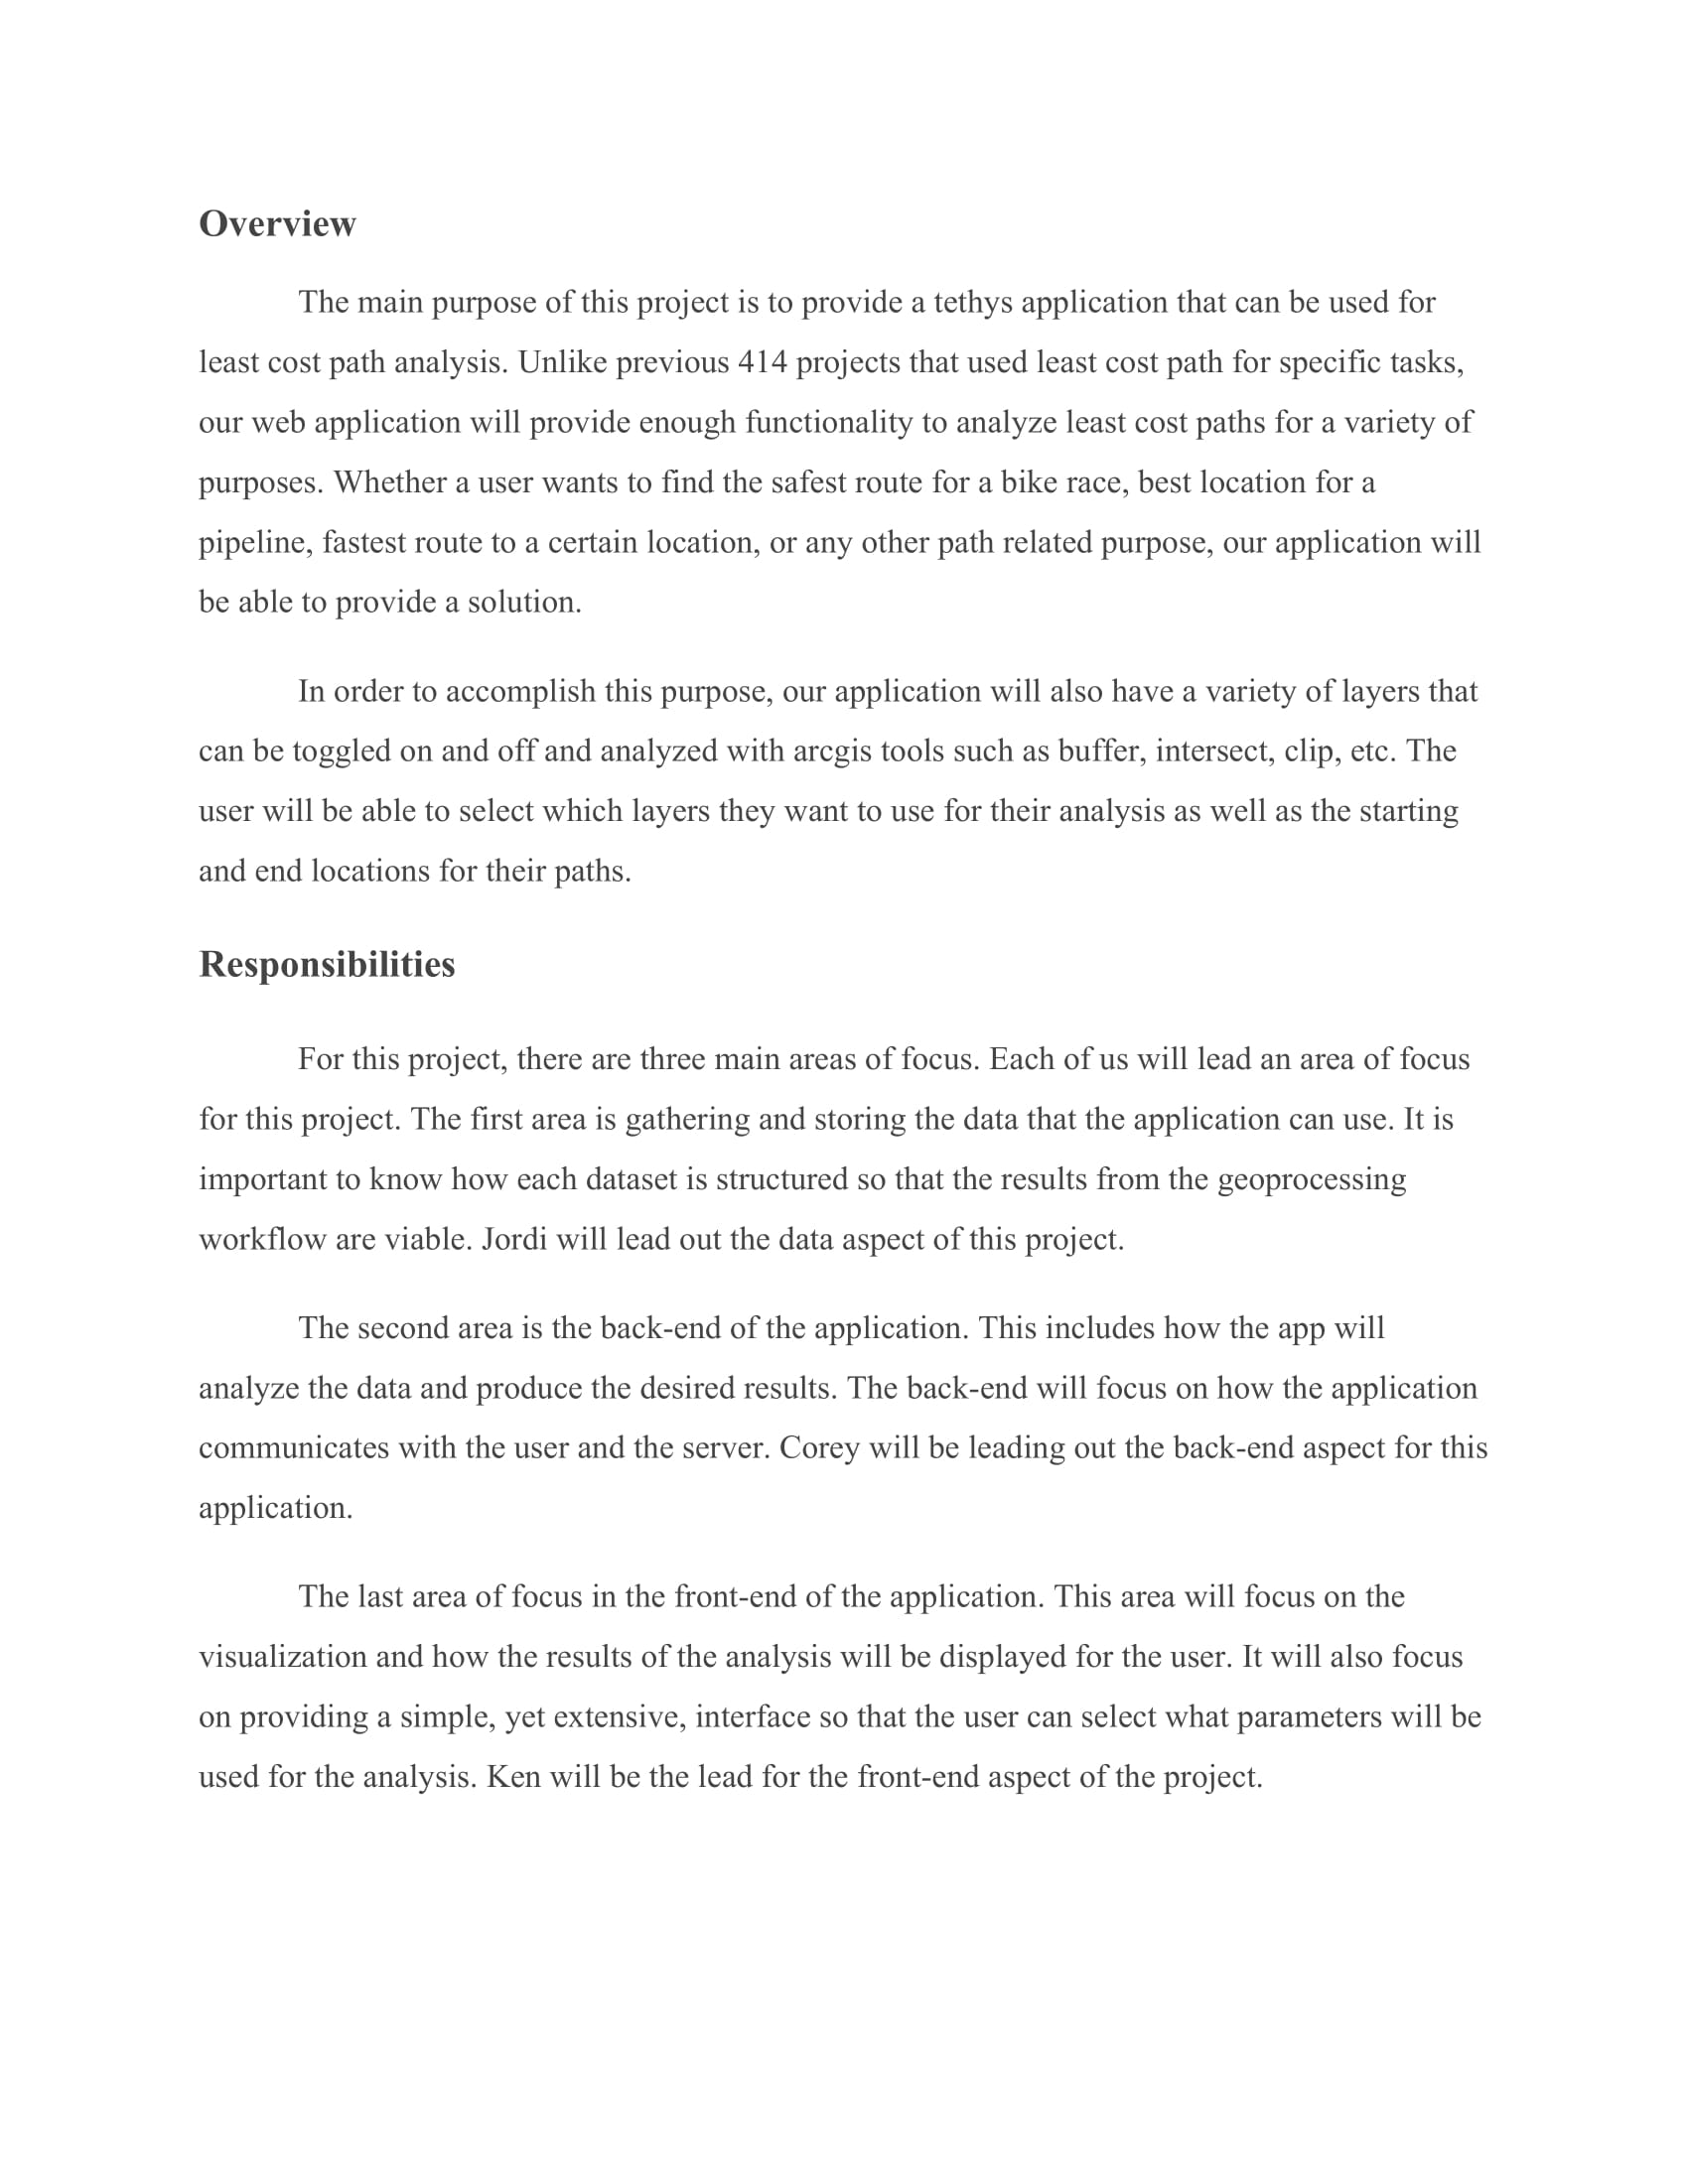 Overview
The main purpose of this project is to provide a tethys application that can be used for
least cost path analysis. Unlike previous 414 projects that used least cost path for specific tasks,
our web application will provide enough functionality to analyze least cost paths for a variety of
purposes. Whether a user wants to find the safest route for a bike race, best location for a
pipeline, fastest route to a certain location, or any other path related purpose, our application will
be able to provide a solution.
In order to accomplish this purpose, our application will also have a variety of layers that
can be toggled on and off and analyzed with arcgis tools such as buffer, intersect, clip, etc. The
user will be able to select which layers they want to use for their analysis as well as the starting
and end locations for their paths.
Responsibilities
For this project, there are three main areas of focus. Each of us will lead an area of focus
for this project. The first area is gathering and storing the data that the application can use. It is
important to know how each dataset is structured so that the results from the geoprocessing
workflow are viable. Jordi will lead out the data aspect of this project.
The second area is the back-end of the application. This includes how the app will
analyze the data and produce the desired results. The back-end will focus on how the application
communicates with the user and the server. Corey will be leading out the back-end aspect for this
application.
The last area of focus in the front-end of the application. This area will focus on the
visualization and how the results of the analysis will be displayed for the user. It will also focus
on providing a simple, yet extensive, interface so that the user can select what parameters will be
used for the analysis. Ken will be the lead for the front-end aspect of the project.